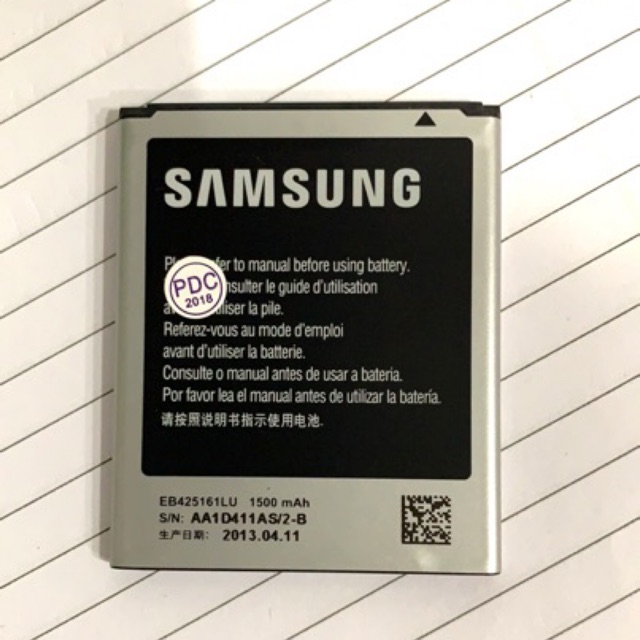 SAMSUNG
to manual before using battery.
le guide d'utilisation
la pile.
Referez-vous au mode d'emploi
avant d'utiliser la batterie.
Consulte o manual antes de usar a bateria.
Por favor lea el manual antes de utilizar la batería.
请按照说明书指示使用电池.
PDC
2018
EB425161LU 1500 mAh
S/N: AA1D411AS/2-B
生产日期: 2013.04.11